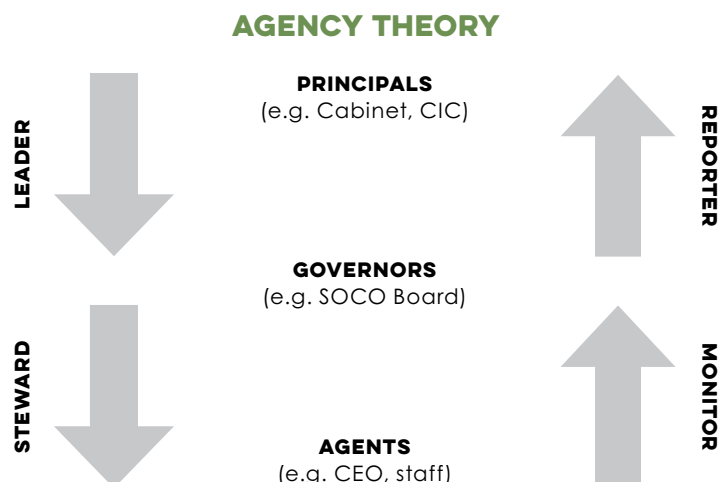 AGENCY THEORY
PRINCIPALS
(e.g. Cabinet, CIC)
LEADER
REPORTER
GOVERNORS
(e.g. SOCO Board)
STEWARD
MONITOR
AGENTS
(e.g. CEO, staff)